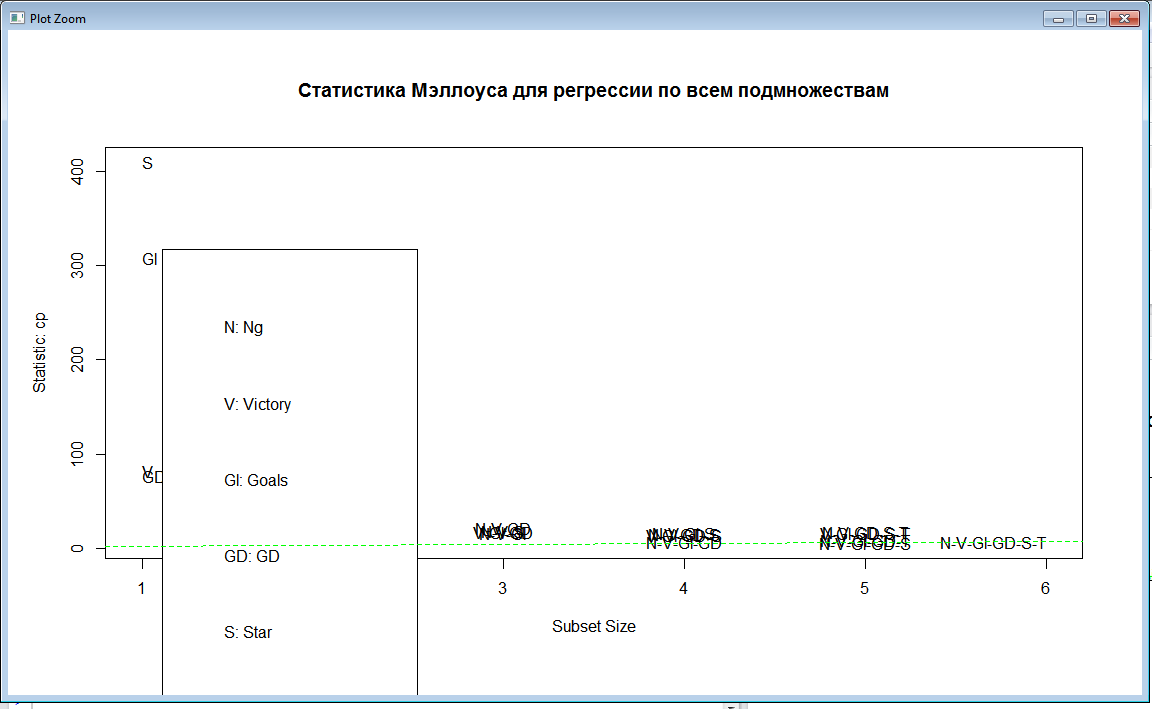 Plot Zoom
Статистика Мэллоуса для регрессии по всем подмножествам
Statistic: cp
400
300
200
100
0
S
Gl
V
GD
N: Ng
V: Victory
Gl: Goals
GD: GD
S: Star
N-V-GD
N-V-Gl-GD
N-V-Gl-GD-S
N-V-Gl-GD-S-T
1
3
4
5
6
Subset Size